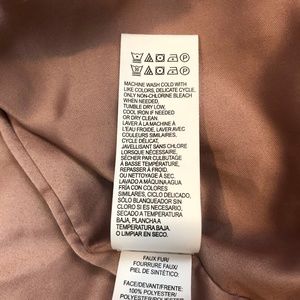 MACHINE WASH COLD WITH
LIKE COLORS, DELICATE CYCLE,
ONLY NON-CHLORINE BLEACH
WHEN NEEDED,
TUMBLE DRY LOW,
COOL IRON IF NEEDED
OR DRY CLEAN.
LAVER À LA MACHINE À
L'EAU FROIDE, LAVER AVEC
COULEURS SIMILAIRES,
CYCLE DÉLICAT,
JAVELLISANT SANS CHLORE
LORSQUE NÉCESSAIRE,
SÉCHER PAR CULBUTAGE
À BASSE TEMPÉRATURE,
REPASSER À FROID
OU NETTOYAGE À SEC.
LAVADO A MÁQUINA AGUA
FRÍA CON COLORES
SIMILARES, CICLO DELICADO,
SÓLO BLANQUEADOR SIN
CLORO SI ES NECESARIO,
SECADO A TEMPERATURA
BAJA, PLANCHA A
TEMPERATURA BAJA,
O LIMPIAR EN SECO.
FAUX FUR/
FOURRURE FAUX/
PIEL DE SINTÉTICO:
FACE/DEVANT/FRENTE:
100% POLYESTER/
POLYESTER/POLIÉSTER